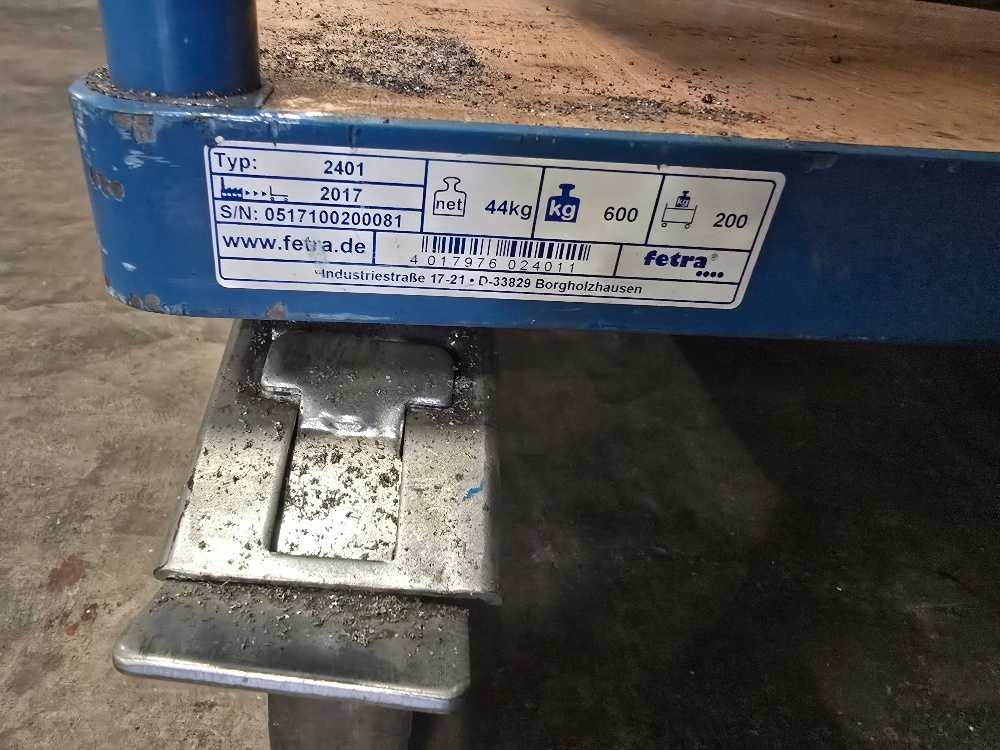 Typ: 2401
2017
S/N: 0517100200081
net 44kg
kg 600
kg 200
www.fetra.de
4 017976 024011
fetra
Industriestraße 17-21 • D-33829 Borgholzhausen